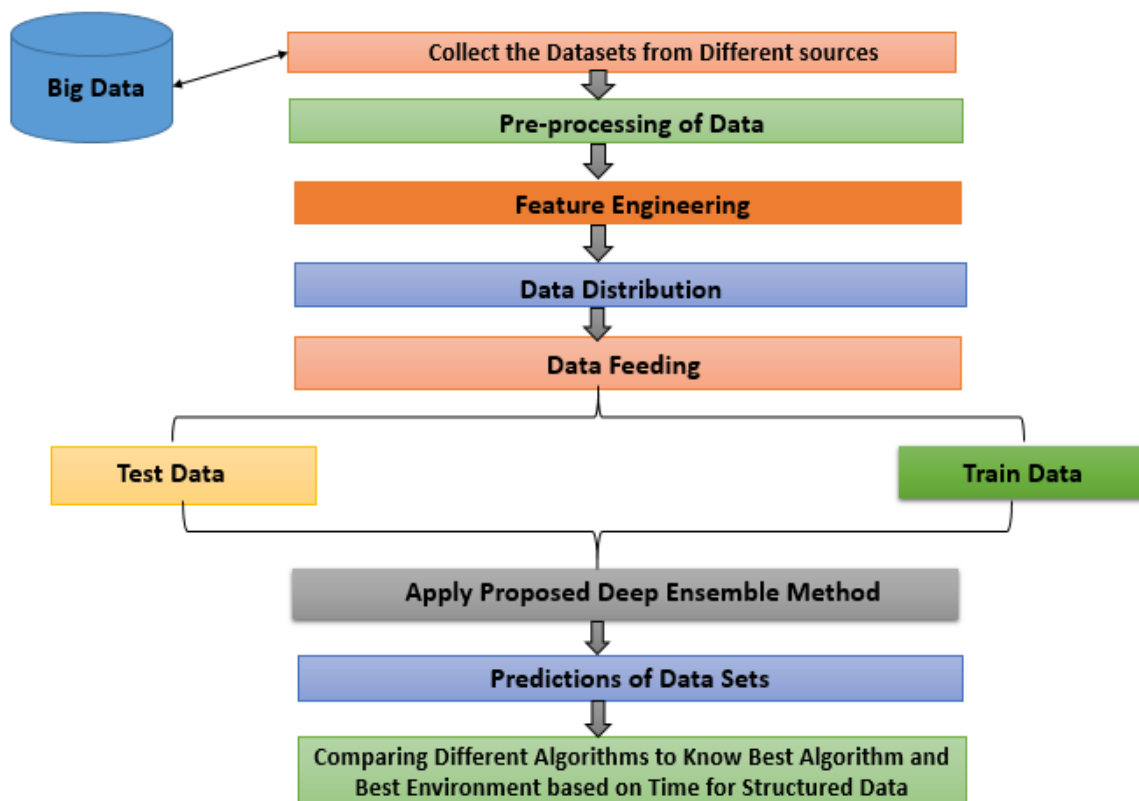 Collect the Datasets from Different sources
Big Data
Pre-processing of Data
Feature Engineering
Data Distribution
Data Feeding
Test Data
Train Data
Apply Proposed Deep Ensemble Method
Predictions of Data Sets
Comparing Different Algorithms to Know Best Algorithm and
Best Environment based on Time for Structured Data